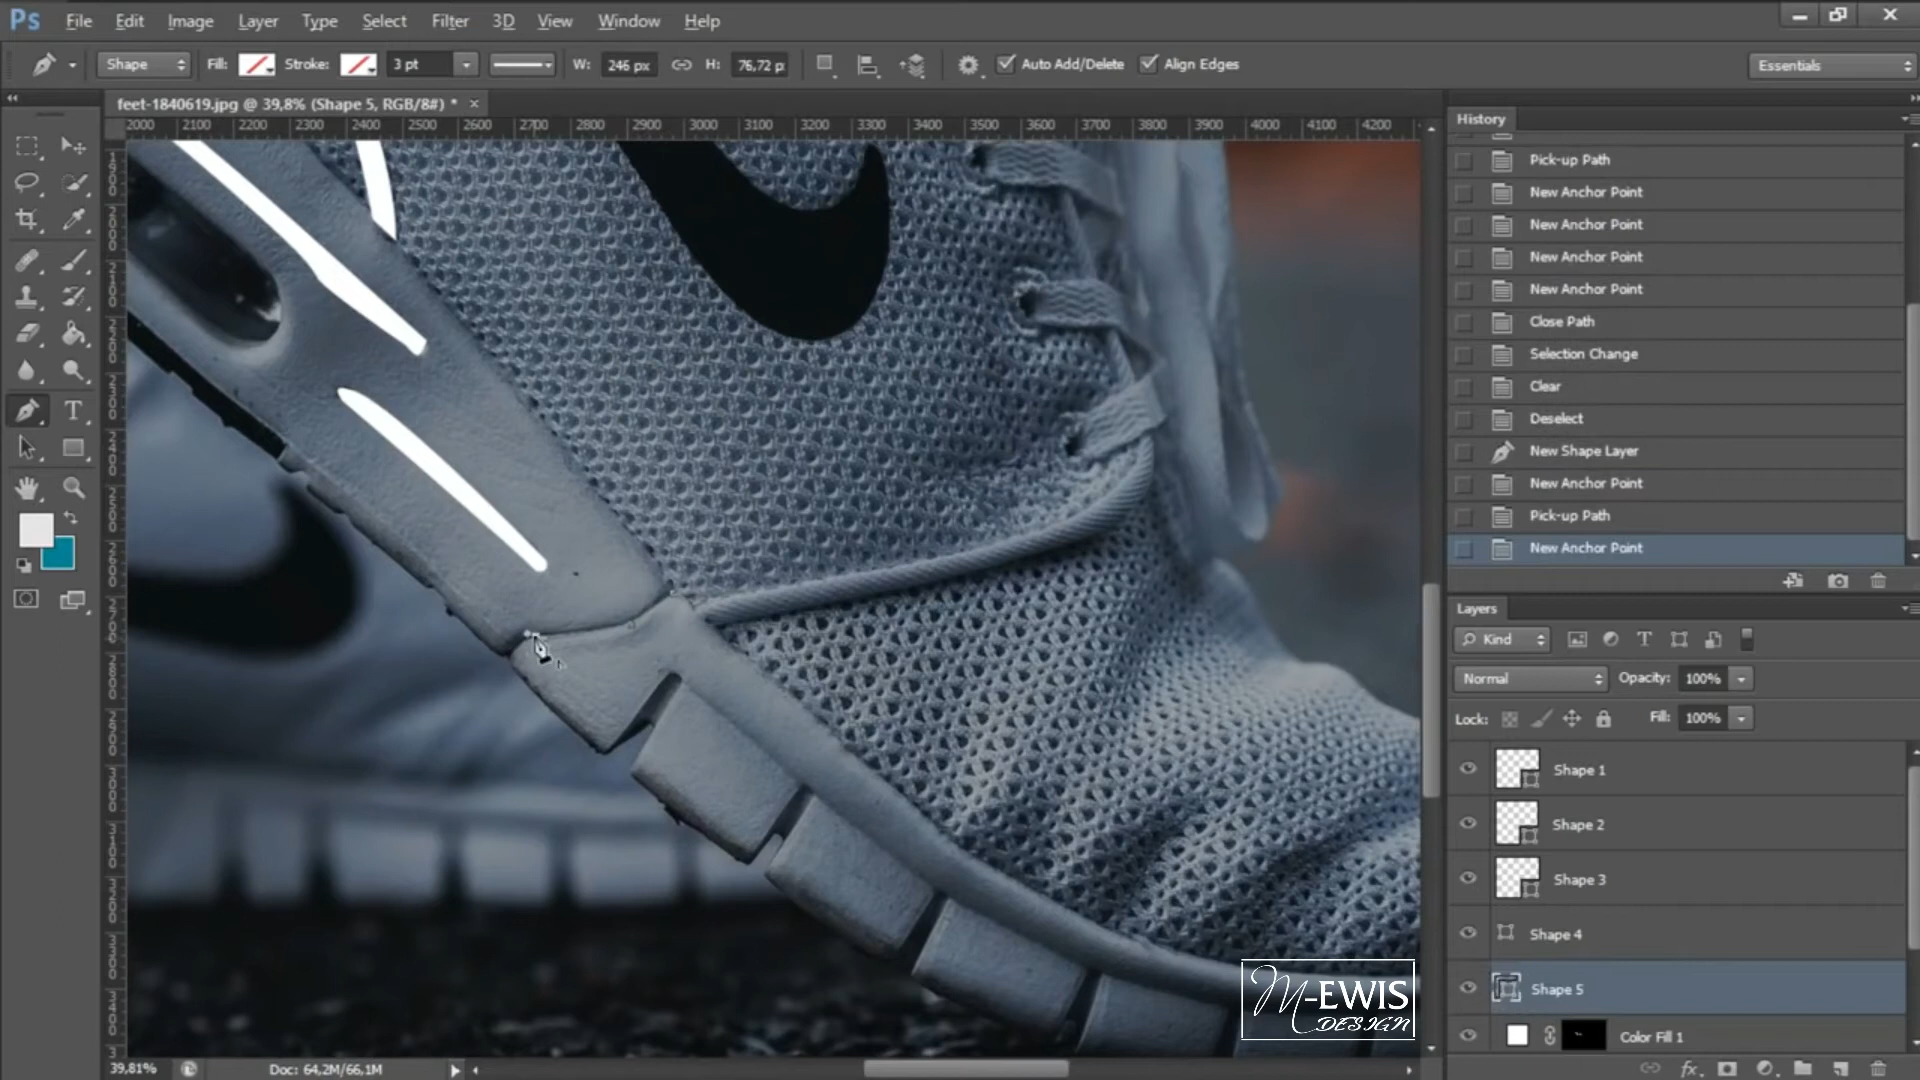 Ps File Edit Image Layer Type Select Filter 3D View Window Help
Shape Fill: Stroke: 3 pt W: 246 px H: 76,72 p Auto Add/Delete Align Edges Essentials
feet-1840619.jpg @ 39,8% (Shape 5, RGB/8#) * ×
2000 2100 2200 2300 2400 2500 2600 2700 2800 2900 3000 3100 3200 3300 3400 3500 3600 3700 3800 3900 4000 4100 4200
History
Pick-up Path
New Anchor Point
New Anchor Point
New Anchor Point
New Anchor Point
Close Path
Selection Change
Clear
Deselect
New Shape Layer
New Anchor Point
Pick-up Path
New Anchor Point
Layers
Kind
Normal Opacity: 100%
Lock: Fill: 100%
Shape 1
Shape 2
Shape 3
Shape 4
Shape 5
Color Fill 1
M-EWIS
DESIGN
39,81% Doc: 64,2M/66,1M